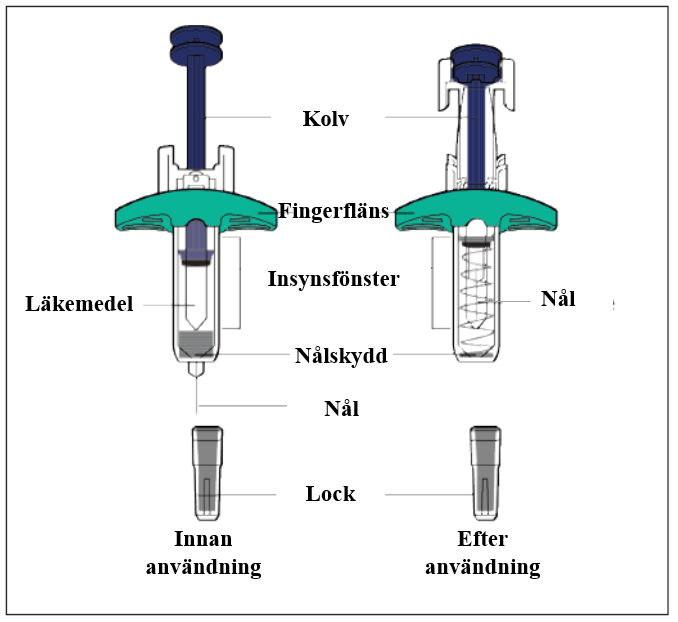 Kolv
Fingerfläns
Insynsfönster
Läkemedel
Nål
Nålskydd
Nål
Lock
Innan
användning
Efter
användning